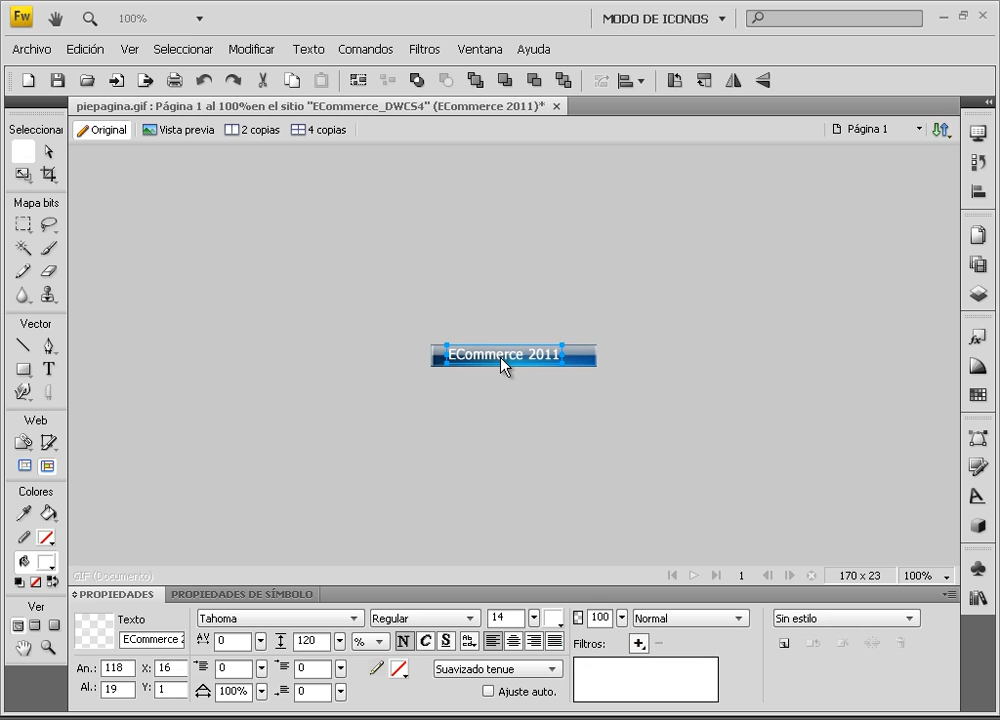 Fw 100% MODO DE ICONOS
Archivo Edición Ver Seleccionar Modificar Texto Comandos Filtros Ventana Ayuda
piepagina.gif : Página 1 al 100%en el sitio "ECommerce_DWCS4" (ECommerce 2011)*
Original Vista previa 2 copias 4 copias Página 1
Seleccionar
Mapa bits
Vector
Web
Colores
Ver
ECommerce 2011
GIF (Documento) 1 170 x 23 100%
PROPIEDADES PROPIEDADES DE SÍMBOLO
Texto Tahoma Regular 14 100 Normal Sin estilo
ECommerce 2 0 120 % N C S Filtros:
An.: 118 X: 16 0 0 Suavizado tenue
Al.: 19 Y: 1 100% 0 Ajuste auto.